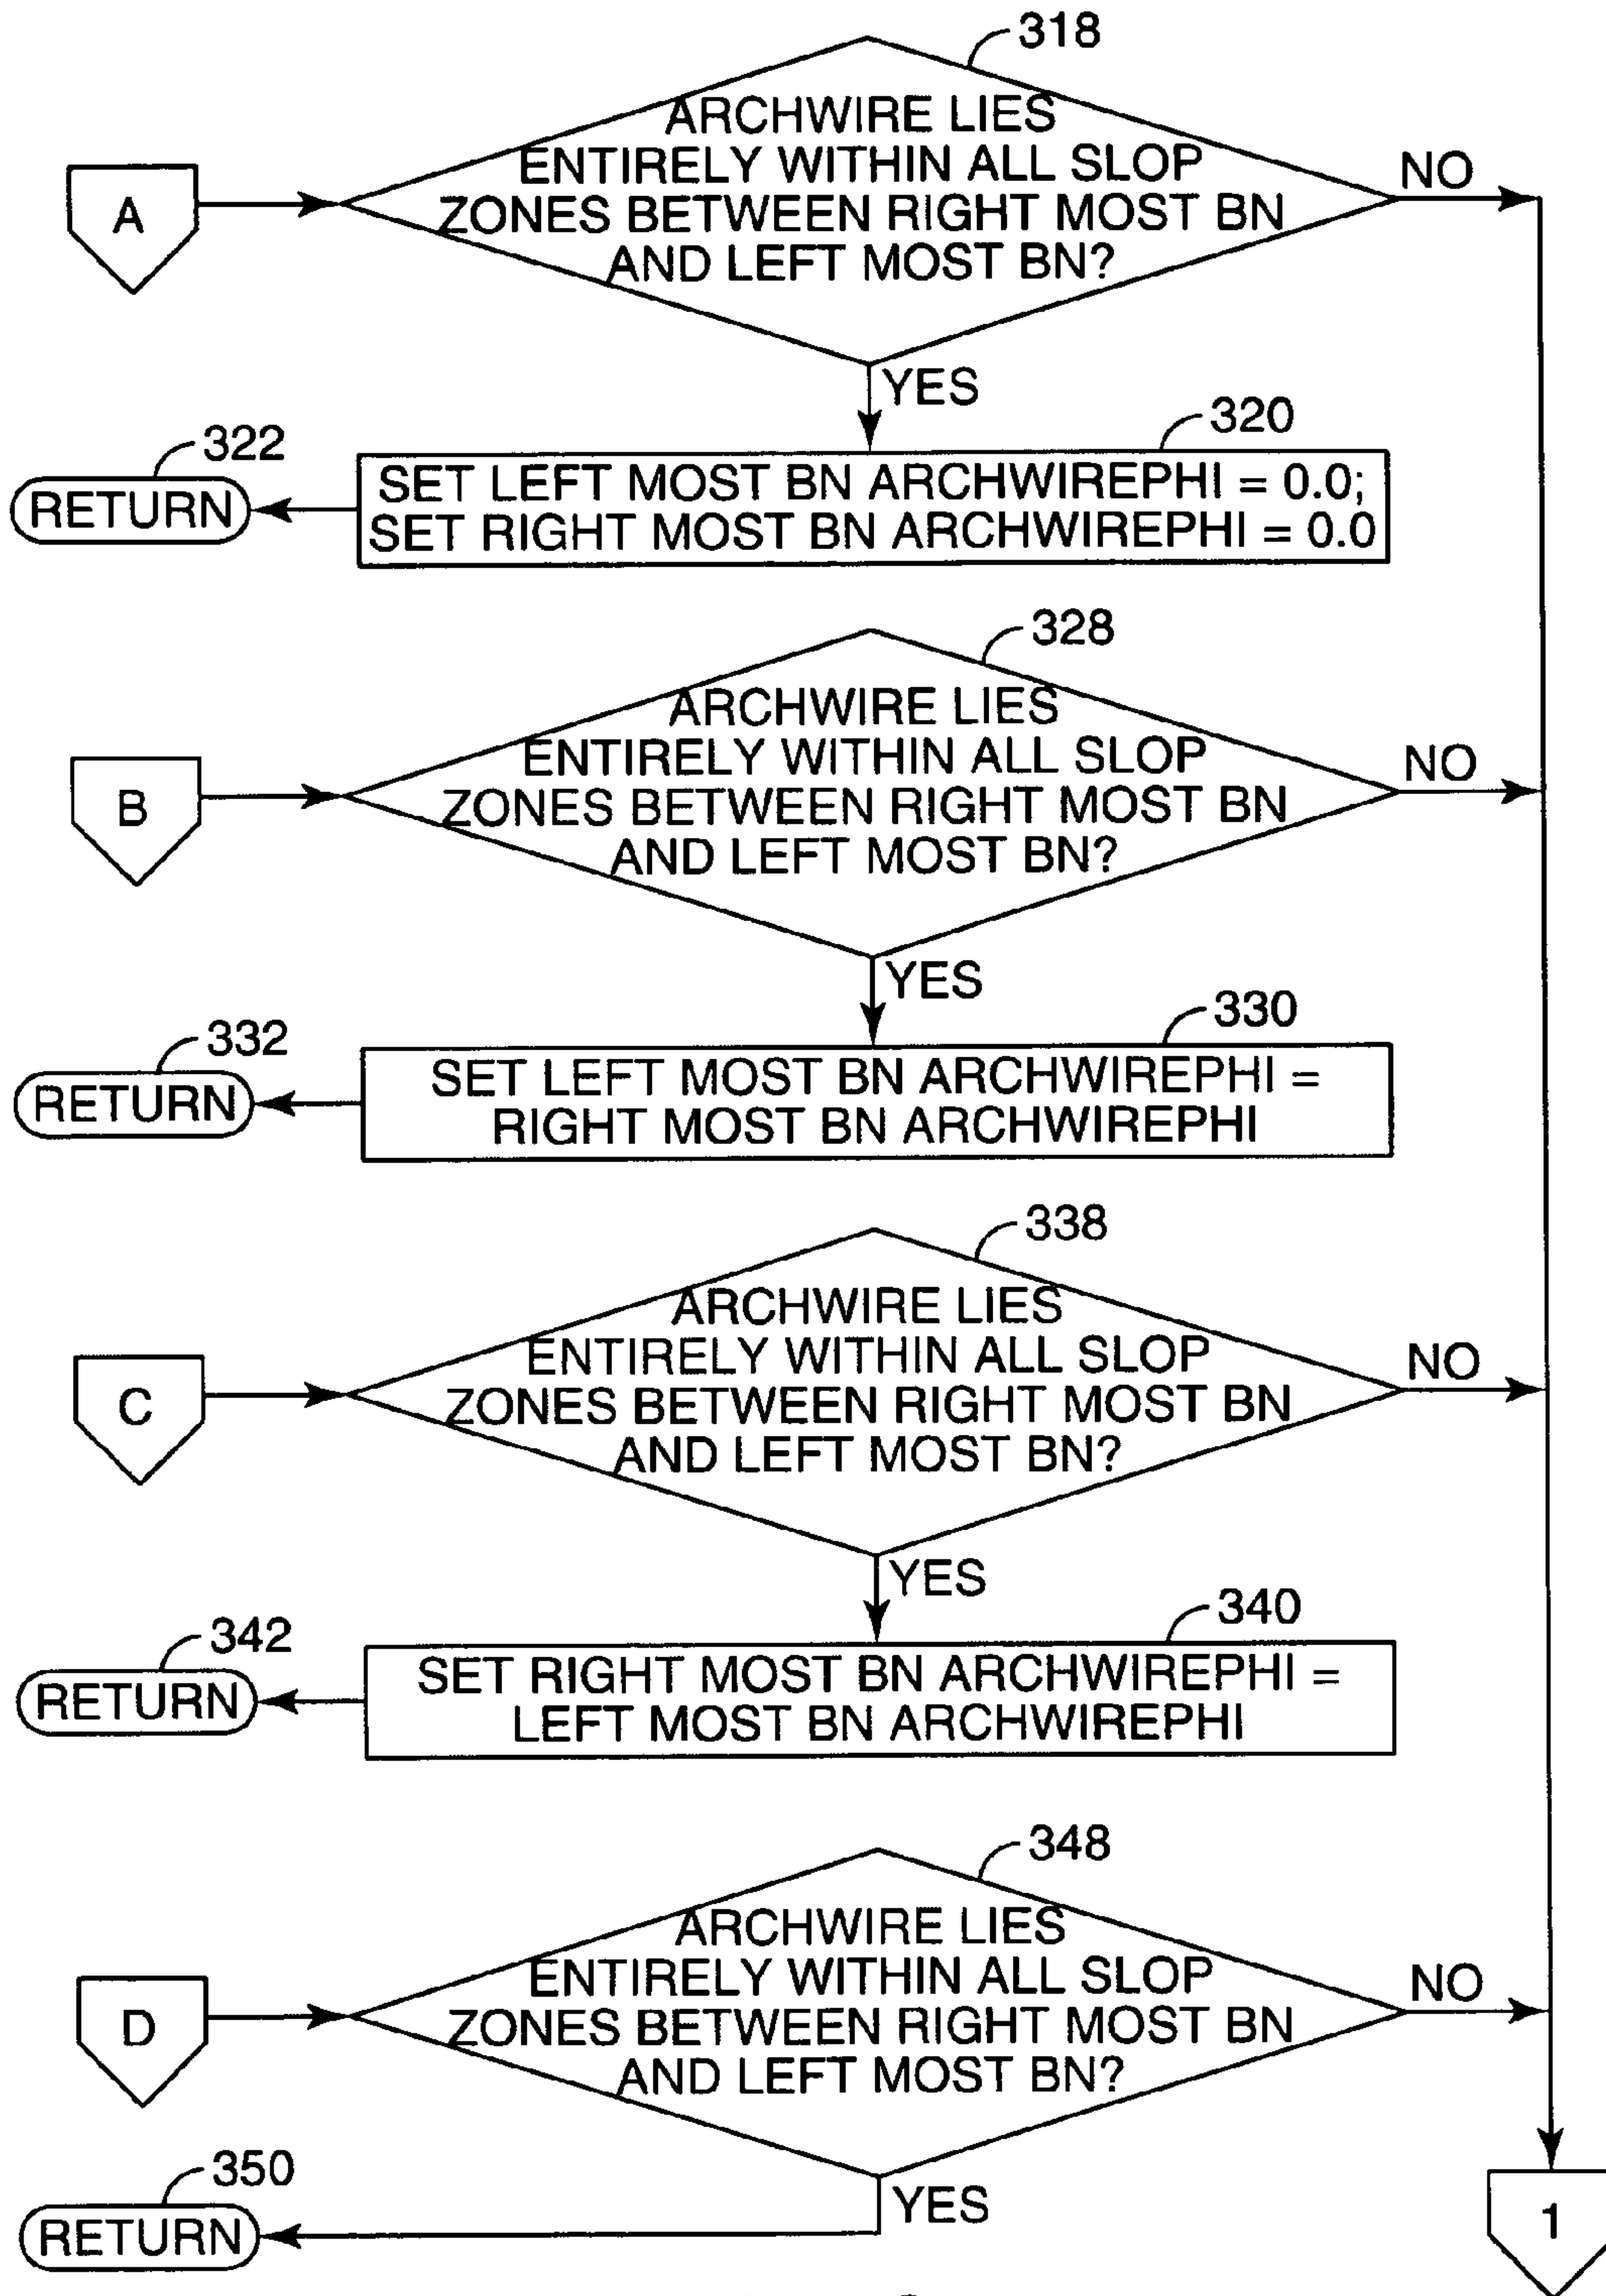 318
ARCHWIRE LIES
ENTIRELY WITHIN ALL SLOP
ZONES BETWEEN RIGHT MOST BN
AND LEFT MOST BN?
A
NO
YES
320
322
SET LEFT MOST BN ARCHWIREPHI = 0.0;
SET RIGHT MOST BN ARCHWIREPHI = 0.0
RETURN
328
ARCHWIRE LIES
ENTIRELY WITHIN ALL SLOP
ZONES BETWEEN RIGHT MOST BN
AND LEFT MOST BN?
B
NO
YES
330
332
SET LEFT MOST BN ARCHWIREPHI =
RIGHT MOST BN ARCHWIREPHI
RETURN
338
ARCHWIRE LIES
ENTIRELY WITHIN ALL SLOP
ZONES BETWEEN RIGHT MOST BN
AND LEFT MOST BN?
C
NO
YES
340
342
SET RIGHT MOST BN ARCHWIREPHI =
LEFT MOST BN ARCHWIREPHI
RETURN
348
ARCHWIRE LIES
ENTIRELY WITHIN ALL SLOP
ZONES BETWEEN RIGHT MOST BN
AND LEFT MOST BN?
D
NO
YES
350
RETURN
1